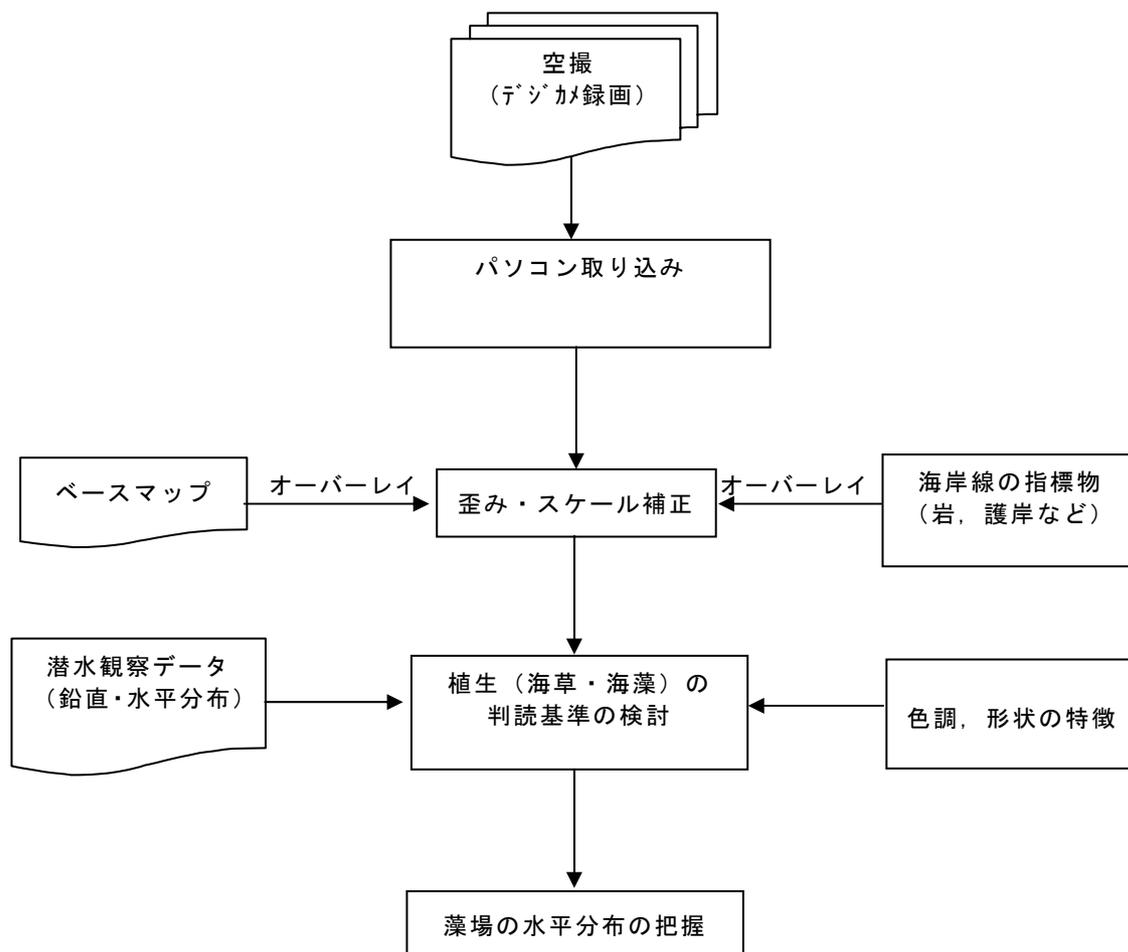 空撮
(ﾃﾞｼﾞｶﾒ録画)
パソコン取り込み
ベースマップ
オーバーレイ
歪み・スケール補正
オーバーレイ
海岸線の指標物
(岩,護岸など)
潜水観察データ
(鉛直・水平分布)
植生(海草・海藻)の
判読基準の検討
色調,形状の特徴
藻場の水平分布の把握